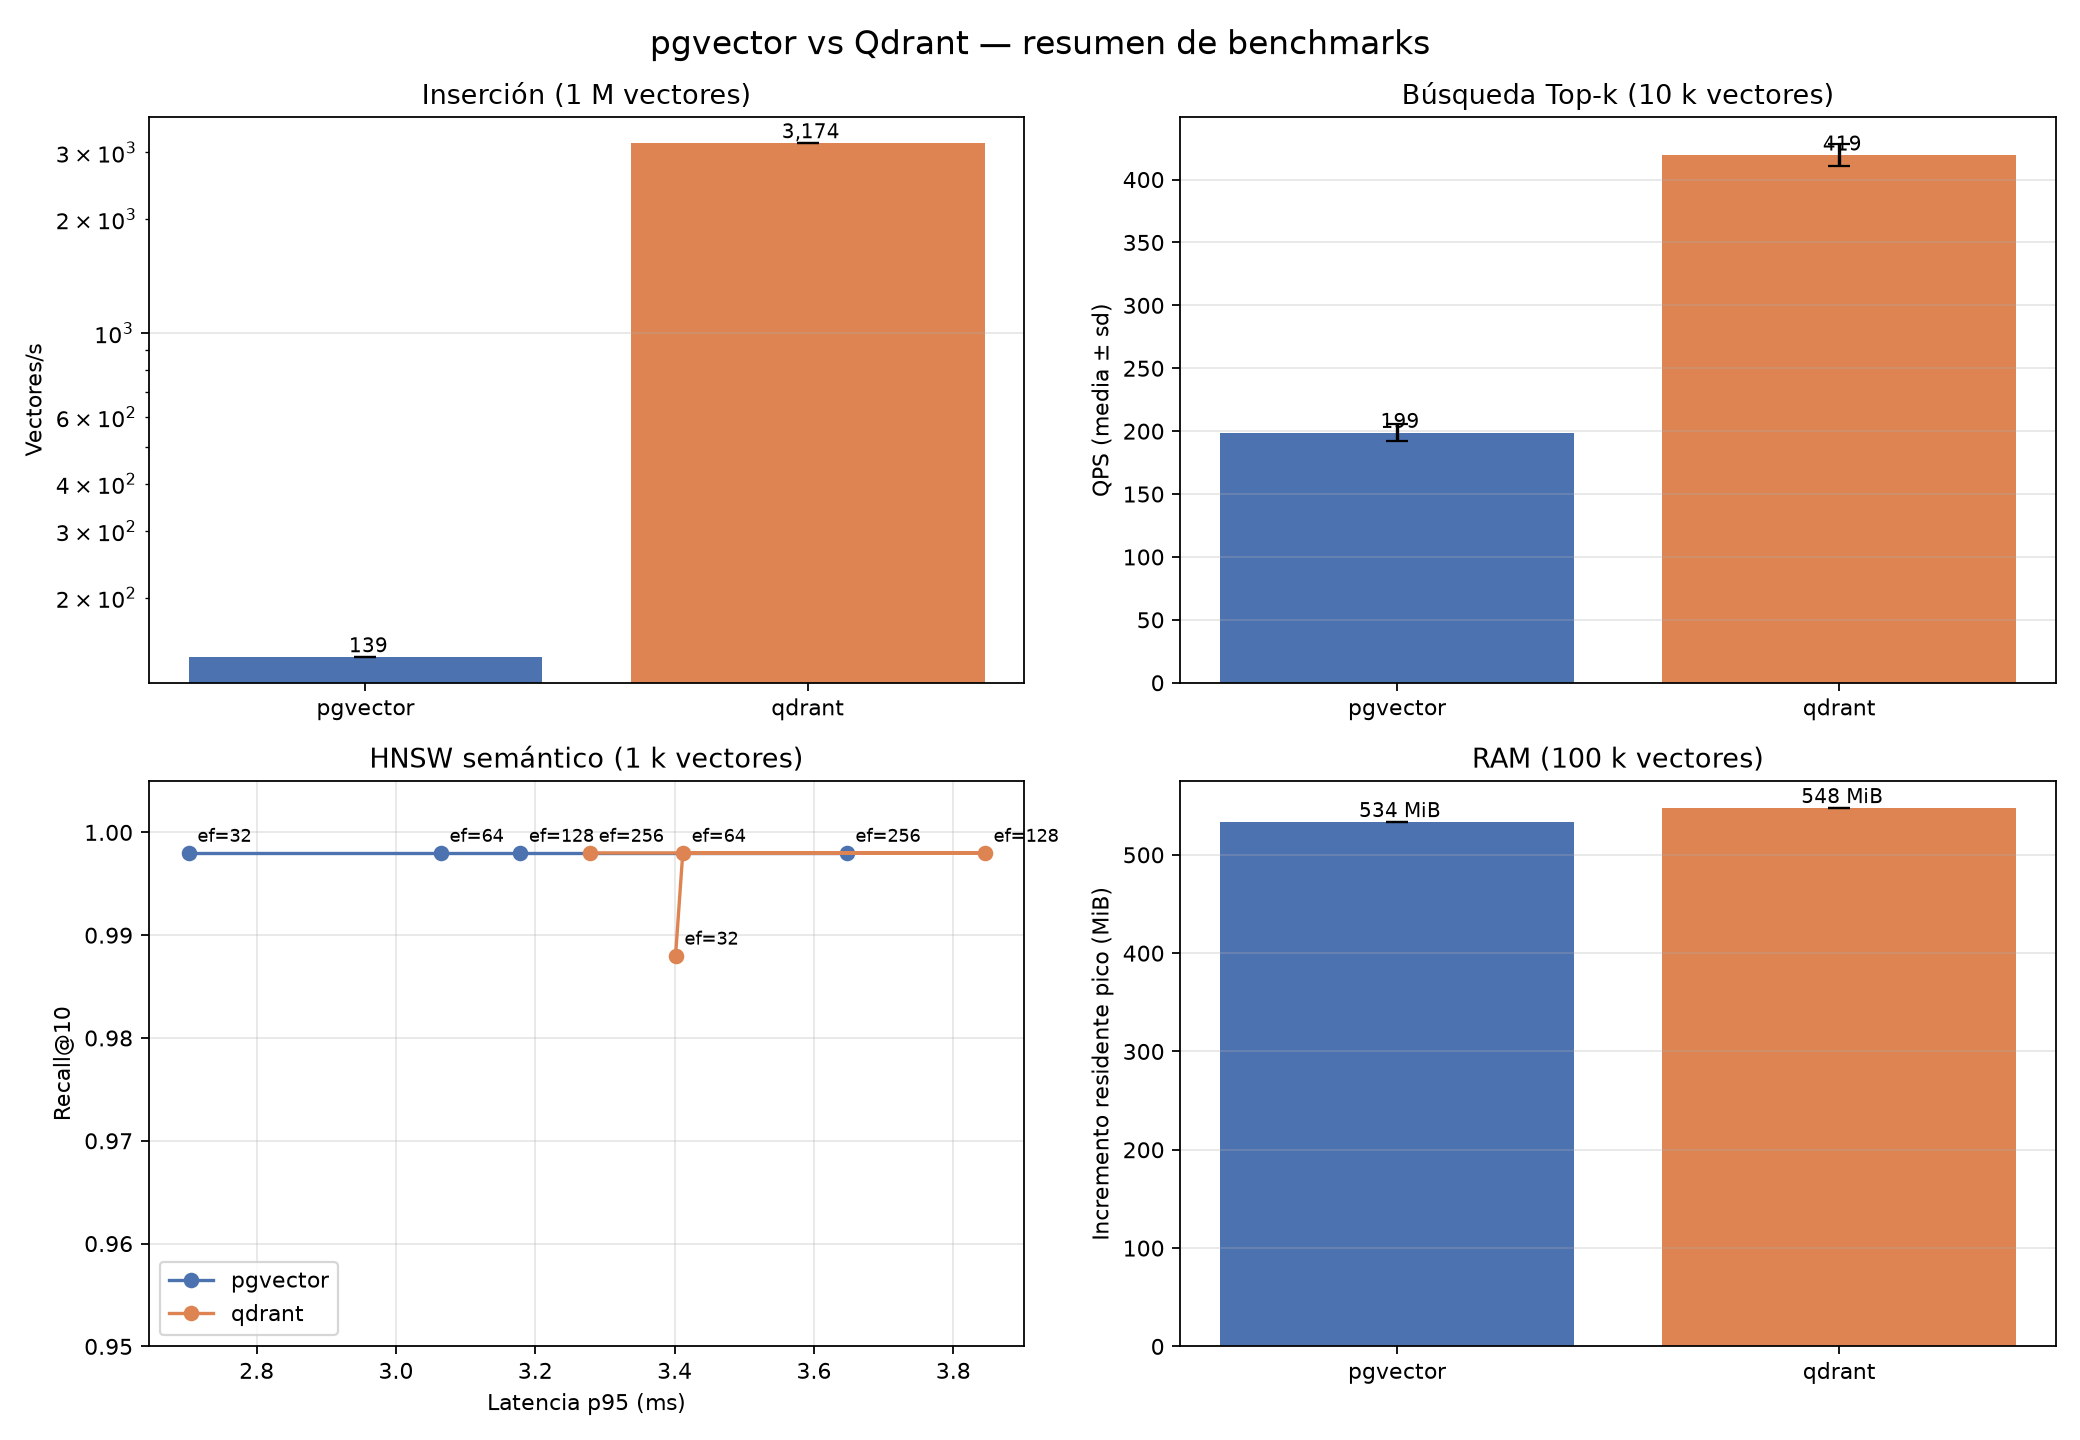 pgvector vs Qdrant — resumen de benchmarks
Inserción (1 M vectores)
Vectores/s
3 × 10³
2 × 10³
10³
6 × 10²
4 × 10²
3 × 10²
2 × 10²
139
3,174
pgvector
qdrant
Búsqueda Top-k (10 k vectores)
QPS (media ± sd)
400
350
300
250
200
150
100
50
0
199
419
pgvector
qdrant
HNSW semántico (1 k vectores)
Recall@10
1.00
0.99
0.98
0.97
0.96
0.95
ef=32
ef=64
ef=128
ef=256
ef=64
ef=256
ef=128
ef=32
pgvector
qdrant
2.8
3.0
3.2
3.4
3.6
3.8
Latencia p95 (ms)
RAM (100 k vectores)
Incremento residente pico (MiB)
500
400
300
200
100
0
534 MiB
548 MiB
pgvector
qdrant